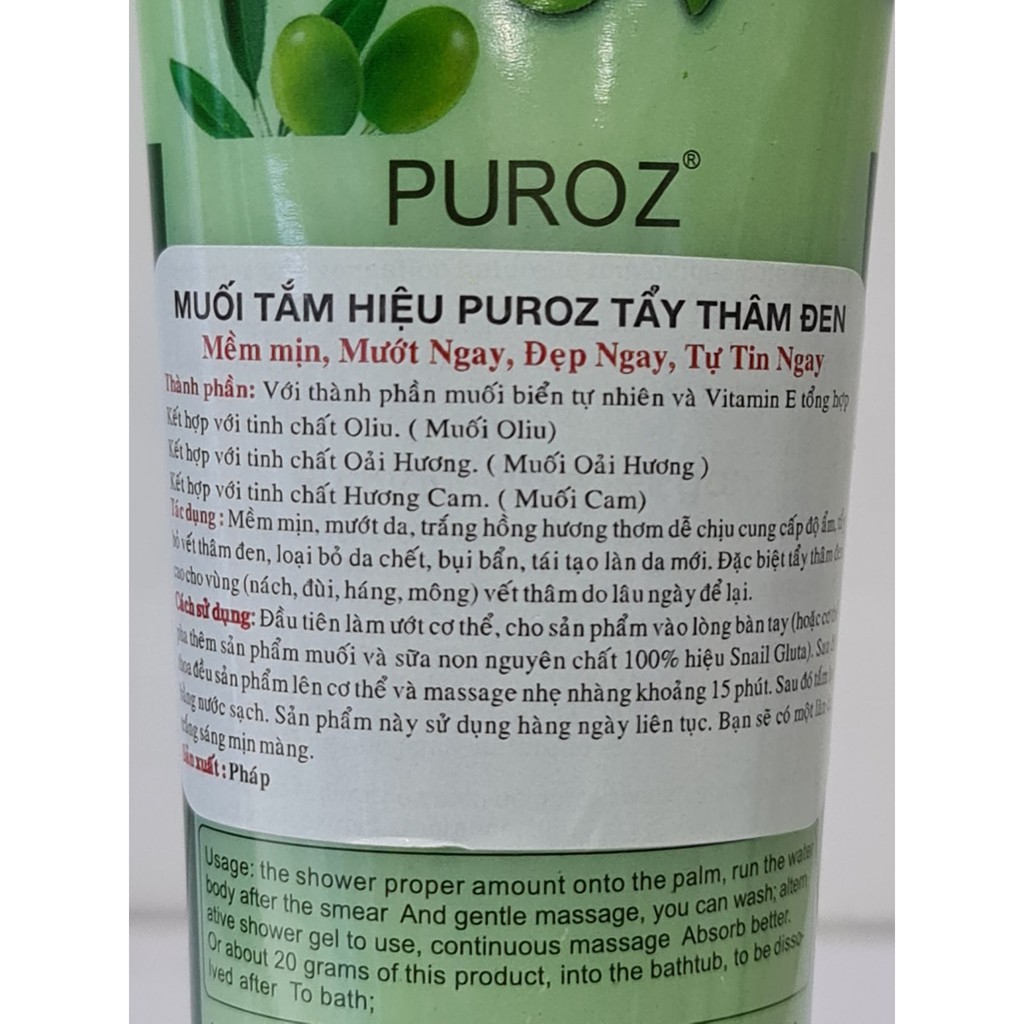 PUROZ®
MUỐI TẮM HIỆU PUROZ TẨY THÂM ĐEN
Mềm mịn, Mướt Ngay, Đẹp Ngay, Tự Tin Ngay
Thành phần: Với thành phần muối biển tự nhiên và Vitamin E tổng hợp
Kết hợp với tinh chất Oliu. ( Muối Oliu)
Kết hợp với tinh chất Oải Hương. ( Muối Oải Hương )
Kết hợp với tinh chất Hương Cam. ( Muối Cam)
Tác dụng : Mềm mịn, mướt da, trắng hồng hương thơm dễ chịu cung cấp độ ẩm,
bỏ vết thâm đen, loại bỏ da chết, bụi bẩn, tái tạo làn da mới. Đặc biệt tẩy thâm
cao cho vùng (nách, đùi, háng, mông) vết thâm do lâu ngày để lại.
Cách sử dụng: Đầu tiên làm ướt cơ thể, cho sản phẩm vào lòng bàn tay (hoặc
pha thêm sản phẩm muối và sữa non nguyên chất 100% hiệu Snail Gluta).
thoa đều sản phẩm lên cơ thể và massage nhẹ nhàng khoảng 15 phút. Sau đó tắm
bằng nước sạch. Sản phẩm này sử dụng hàng ngày liên tục. Bạn sẽ có một
trắng sáng mịn màng.
Sản xuất : Pháp
Usage: the shower proper amount onto the palm, run the water
body after the smear And gentle massage, you can wash; altern
ative shower gel to use, continuous massage Absorb better.
Or about 20 grams of this product, into the bathtub, to be disso-
lved after To bath;